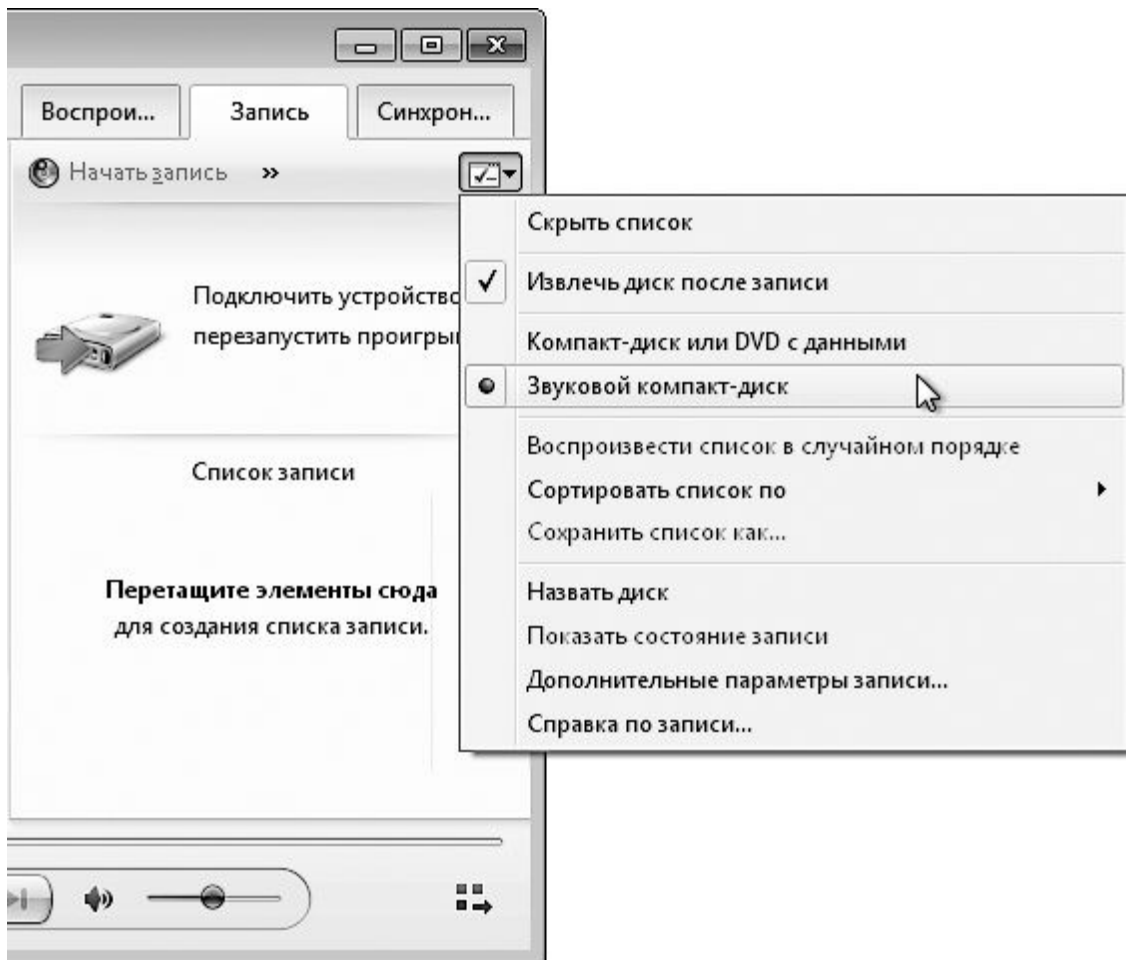 Воспрои...
Запись
Синхрон...
Начать запись »
Скрыть список
Извлечь диск после записи
Подключить устройство
перезапустить проигры
Компакт-диск или DVD с данными
Звуковой компакт-диск
Воспроизвести список в случайном порядке
Список записи
Сортировать список по
Сохранить список как...
Перетащите элементы сюда
для создания списка записи.
Назвать диск
Показать состояние записи
Дополнительные параметры записи...
Справка по записи...